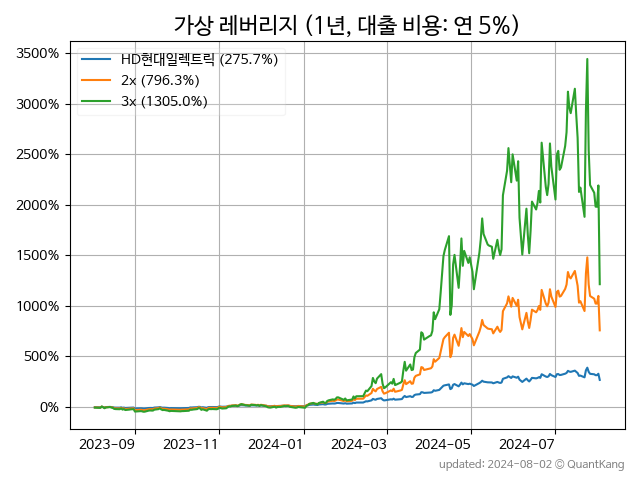 가상 레버리지 (1년, 대출 비용: 연 5%)
HD현대일렉트릭 (275.7%)
2x (796.3%)
3x (1305.0%)
3500%
3000%
2500%
2000%
1500%
1000%
500%
0%
2023-09 2023-11 2024-01 2024-03 2024-05 2024-07
updated: 2024-08-02 © QuantKang